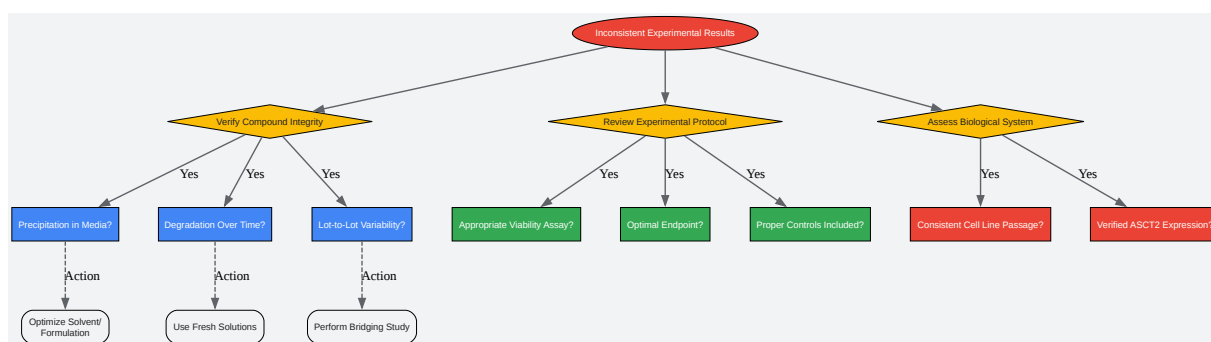 Inconsistent Experimental Results
Verify Compound Integrity
Review Experimental Protocol
Assess Biological System
Yes
Yes
Yes
Yes
Yes
Yes
Yes
Yes
Precipitation in Media?
Degradation Over Time?
Lot-to-Lot Variability?
Appropriate Viability Assay?
Optimal Endpoint?
Proper Controls Included?
Consistent Cell Line Passage?
Verified ASCT2 Expression?
Action
Action
Action
Optimize Solvent/
Formulation
Use Fresh Solutions
Perform Bridging Study